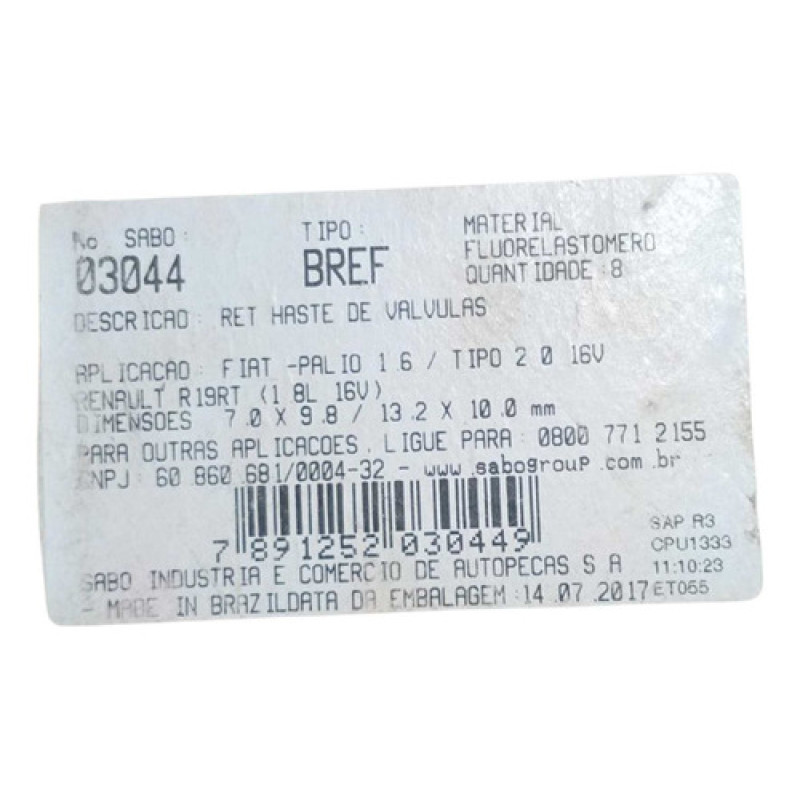 No. SABO: TIPO: MATERIAL
03044 BREF FLUORELASTOMERO
QUANTIDADE:8
DESCRICAO: RET HASTE DE VALVULAS
APLICACAO: FIAT -PALIO 1.6 / TIPO 2.0 16V
RENAULT R19RT (1.8L 16V)
DIMENSOES 7.0 X 9.8 / 13.2 X 10.0 mm
PARA OUTRAS APLICACOES, LIGUE PARA: 0800 771 2155
CNPJ: 60.860.681/0004-32 - www.sabogroup.com.br
7 891252 030449
SAP R3
CPU1333
11:10:23
ET055
SABO INDUSTRIA E COMERCIO DE AUTOPECAS S A
- MADE IN BRAZILDATA DA EMBALAGEM:14.07.2017